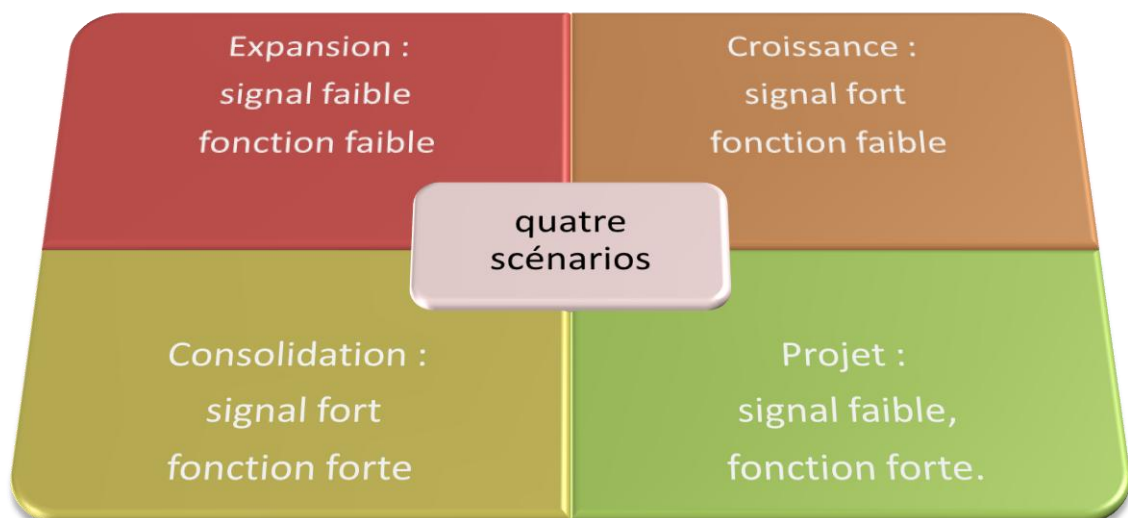 Expansion :
signal faible
fonction faible
Croissance :
signal fort
fonction faible
quatre
scénarios
Consolidation :
signal fort
fonction forte
Projet :
signal faible,
fonction forte.